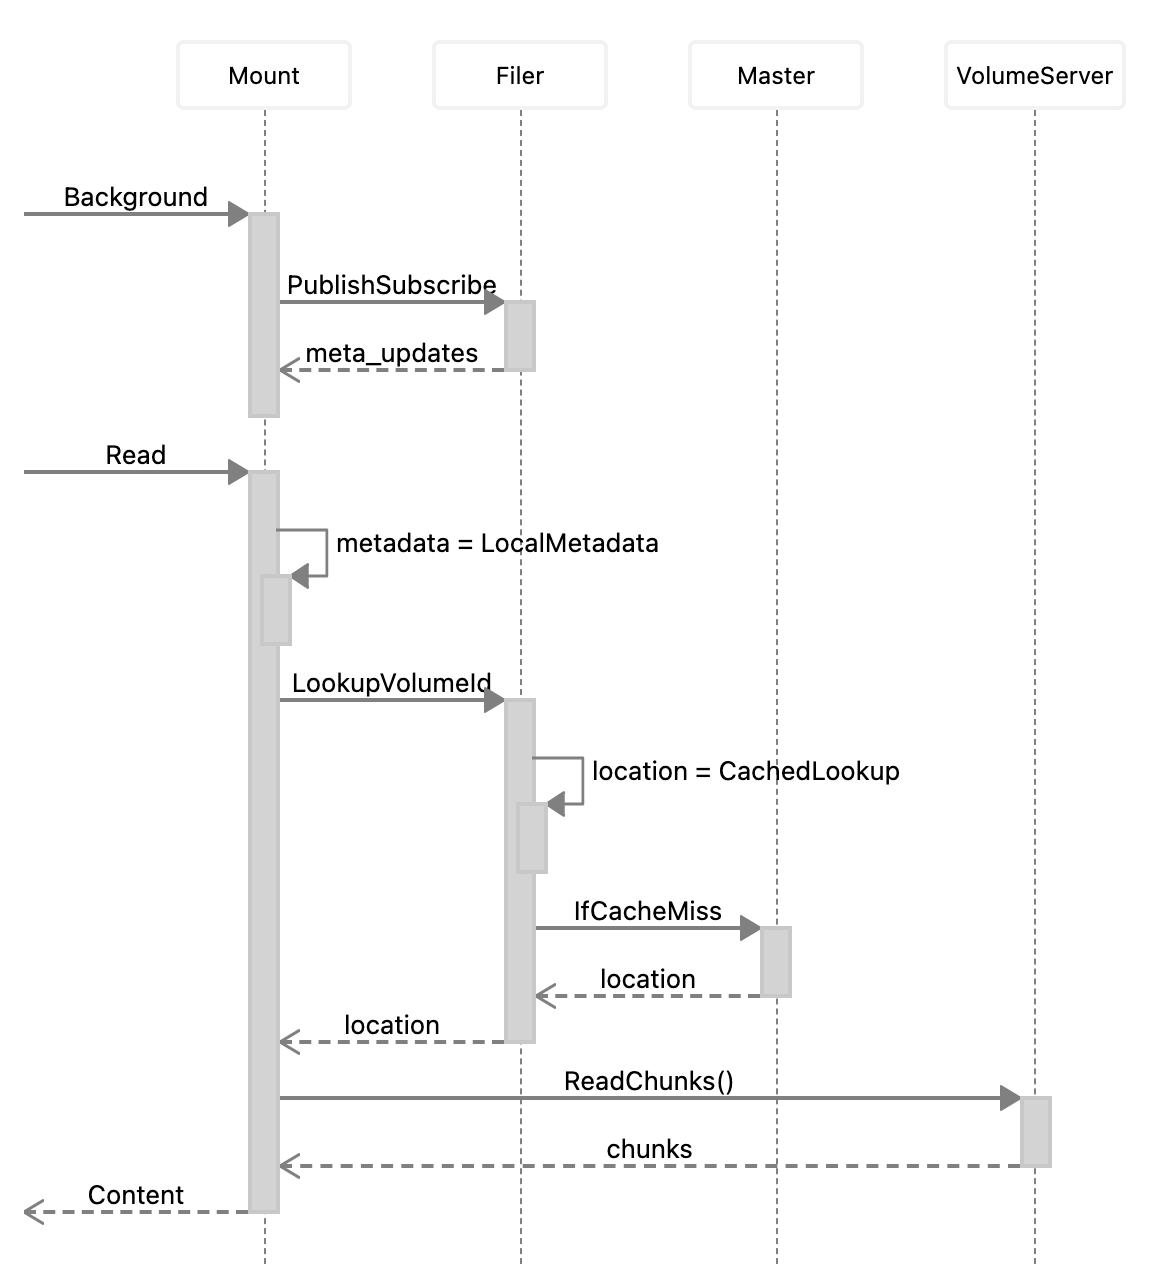 Mount
Filer
Master
VolumeServer
Background
PublishSubscribe
meta_updates
Read
metadata = LocalMetadata
LookupVolumeId
location = CachedLookup
IfCacheMiss
location
location
ReadChunks()
chunks
Content